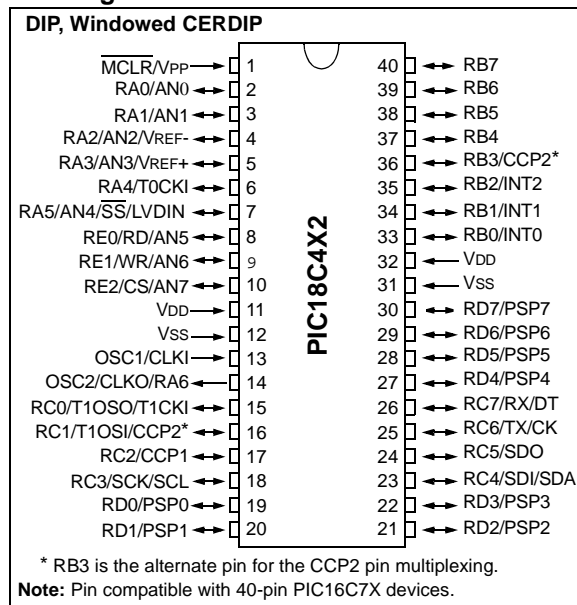 DIP, Windowed CERDIP
MCLR/VPP 1 40 RB7
RA0/AN0 2 39 RB6
RA1/AN1 3 38 RB5
RA2/AN2/VREF- 4 37 RB4
RA3/AN3/VREF+ 5 36 RB3/CCP2*
RA4/T0CKI 6 35 RB2/INT2
RA5/AN4/SS/LVDIN 7 34 RB1/INT1
RE0/RD/AN5 8 33 RB0/INT0
RE1/WR/AN6 9 32 VDD
RE2/CS/AN7 10 31 VSS
VDD 11 30 RD7/PSP7
VSS 12 29 RD6/PSP6
OSC1/CLKI 13 28 RD5/PSP5
OSC2/CLKO/RA6 14 27 RD4/PSP4
RC0/T1OSO/T1CKI 15 26 RC7/RX/DT
RC1/T1OSI/CCP2* 16 25 RC6/TX/CK
RC2/CCP1 17 24 RC5/SDO
RC3/SCK/SCL 18 23 RC4/SDI/SDA
RD0/PSP0 19 22 RD3/PSP3
RD1/PSP1 20 21 RD2/PSP2
PIC18C4X2
* RB3 is the alternate pin for the CCP2 pin multiplexing.
Note: Pin compatible with 40-pin PIC16C7X devices.